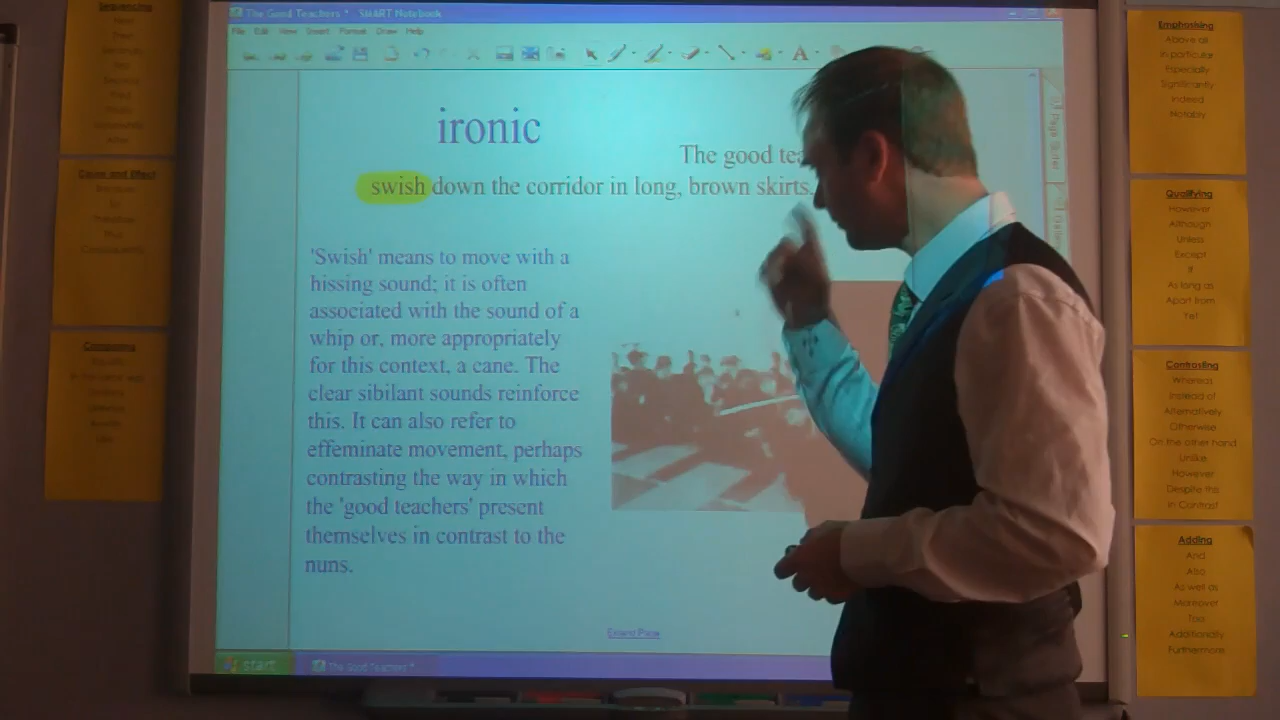 The Good Teachers * - SMART Notebook
File Edit View Insert Format Draw Help
ironic
The good tea
swish down the corridor in long, brown skirts.
'Swish' means to move with a
hissing sound; it is often
associated with the sound of a
whip or, more appropriately
for this context, a cane. The
clear sibilant sounds reinforce
this. It can also refer to
effeminate movement, perhaps
contrasting the way in which
the 'good teachers' present
themselves in contrast to the
nuns.
Extend Page
start
The Good Teachers *
Page Sorter
Sequencing
Cause and Effect
Comparing
Emphasising
Above all
In particular
Especially
Significantly
Indeed
Notably
Qualifying
However
Although
Unless
Except
If
As long as
Apart from
Yet
Contrasting
Whereas
Instead of
Alternatively
Otherwise
On the other hand
Unlike
However
Despite this
In Contrast
Adding
And
Also
As well as
Moreover
Too
Additionally
Furthermore